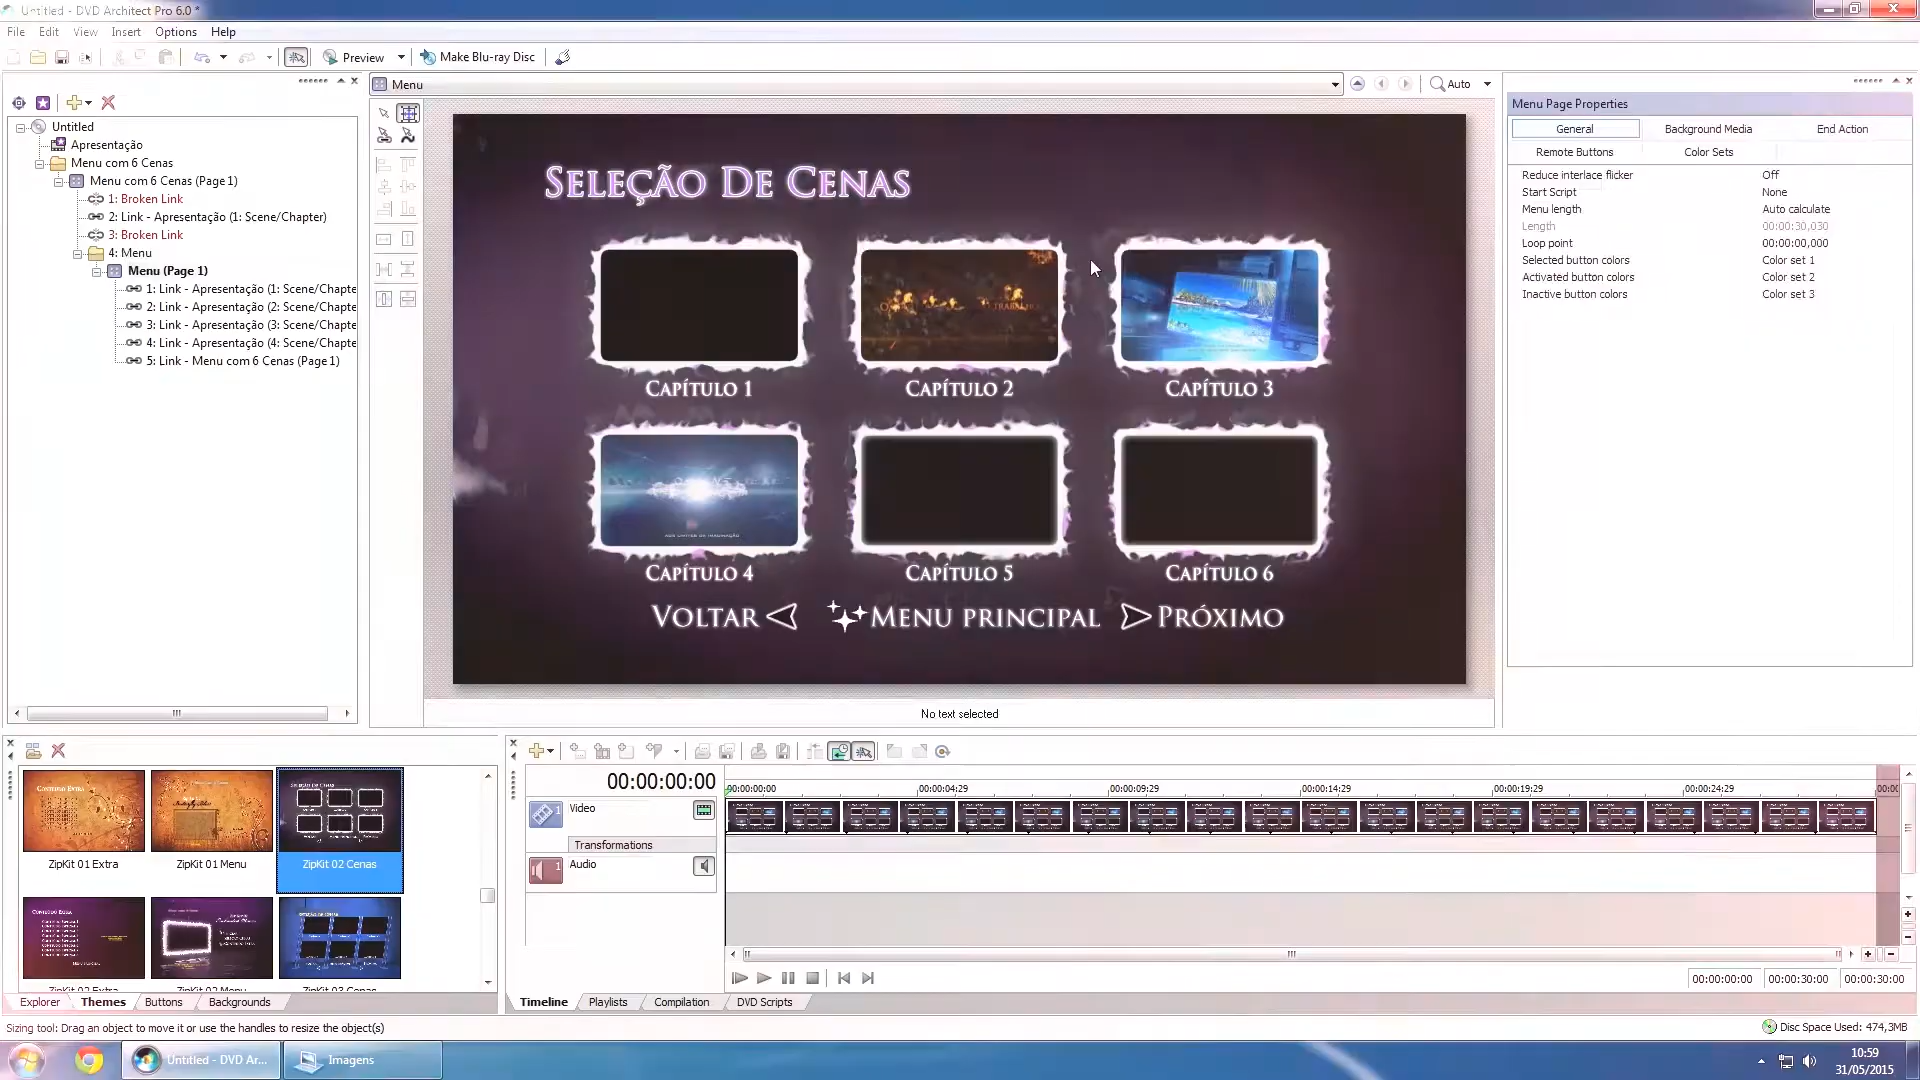 Untitled - DVD Architect Pro 6.0 *
File Edit View Insert Options Help
Preview
Make Blu-ray Disc
Menu
Auto
Untitled
Apresentação
Menu com 6 Cenas
Menu com 6 Cenas (Page 1)
1: Broken Link
2: Link - Apresentação (1: Scene/Chapter)
3: Broken Link
4: Menu
Menu (Page 1)
1: Link - Apresentação (1: Scene/Chapte
2: Link - Apresentação (2: Scene/Chapte
3: Link - Apresentação (3: Scene/Chapte
4: Link - Apresentação (4: Scene/Chapte
5: Link - Menu com 6 Cenas (Page 1)
Seleção De Cenas
Capítulo 1
Capítulo 2
Capítulo 3
Capítulo 4
Capítulo 5
Capítulo 6
Voltar
Menu principal
Próximo
No text selected
Menu Page Properties
General
Background Media
End Action
Remote Buttons
Color Sets
Reduce interlace flicker Off
Start Script None
Menu length Auto calculate
Length 00:00:30,030
Loop point 00:00:00,000
Selected button colors Color set 1
Activated button colors Color set 2
Inactive button colors Color set 3
ZipKit 01 Extra
ZipKit 01 Menu
ZipKit 02 Cenas
Explorer
Themes
Buttons
Backgrounds
00:00:00:00
1 Video
Transformations
1 Audio
00:00:00:00
00:00:04:29
00:00:09:29
00:00:14:29
00:00:19:29
00:00:24:29
00:00:00:00
00:00:30:00
00:00:30:00
Timeline
Playlists
Compilation
DVD Scripts
Sizing tool: Drag an object to move it or use the handles to resize the object(s)
Disc Space Used: 474,3MB
Untitled - DVD Ar...
Imagens
10:59
31/05/2015